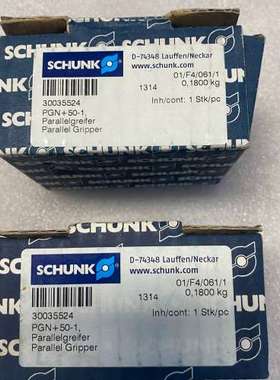 SCHUNK
D-74348 Lauffen/Neckar
www.schunk.com
01/F4/061/1
1314
0,1800 kg
30035524
Inh/cont: 1 Stk/pc
PGN+50-1,
Parallelgreifer
Parallel Gripper
SCHUNK
D-74348 Lauffen/Neckar
www.schunk.com
01/F4/061/1
1314
0,1800 kg
Inh/cont: 1 Stk/pc
30035524
PGN+50-1,
Parallelgreifer
Parallel Gripper